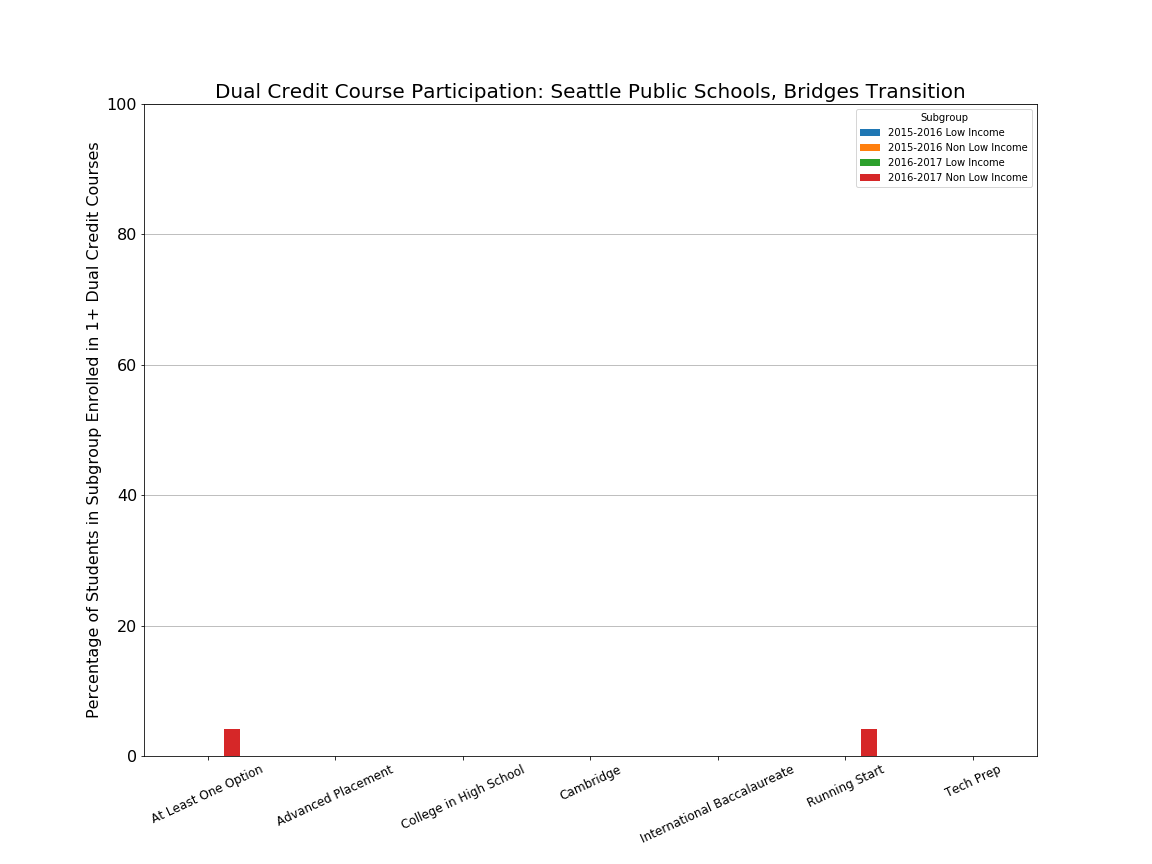 Dual Credit Course Participation: Seattle Public Schools, Bridges Transition
Percentage of Students in Subgroup Enrolled in 1+ Dual Credit Courses
100
80
60
40
20
0
Subgroup
2015-2016 Low Income
2015-2016 Non Low Income
2016-2017 Low Income
2016-2017 Non Low Income
At Least One Option
Advanced Placement
College in High School
Cambridge
International Baccalaureate
Running Start
Tech Prep